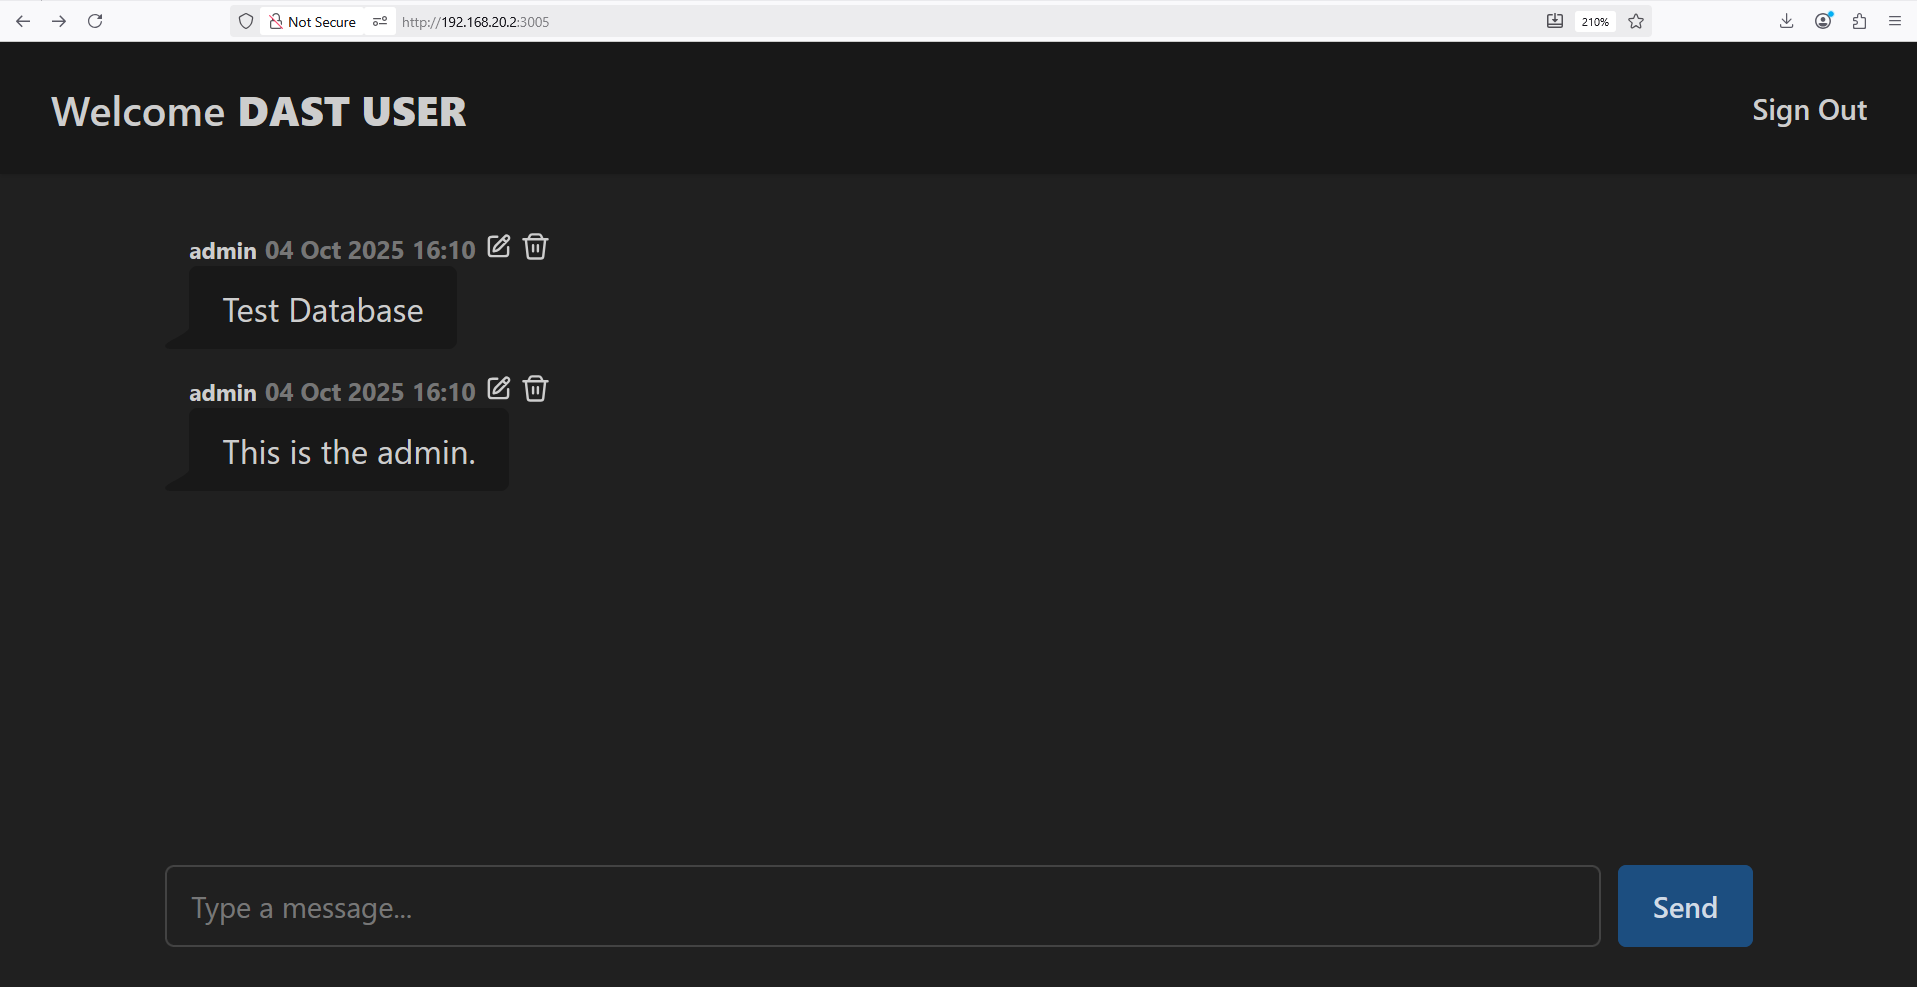 Not Secure
http://192.168.20.2:3005
210%
Welcome DAST USER
Sign Out
admin 04 Oct 2025 16:10
Test Database
admin 04 Oct 2025 16:10
This is the admin.
Type a message...
Send